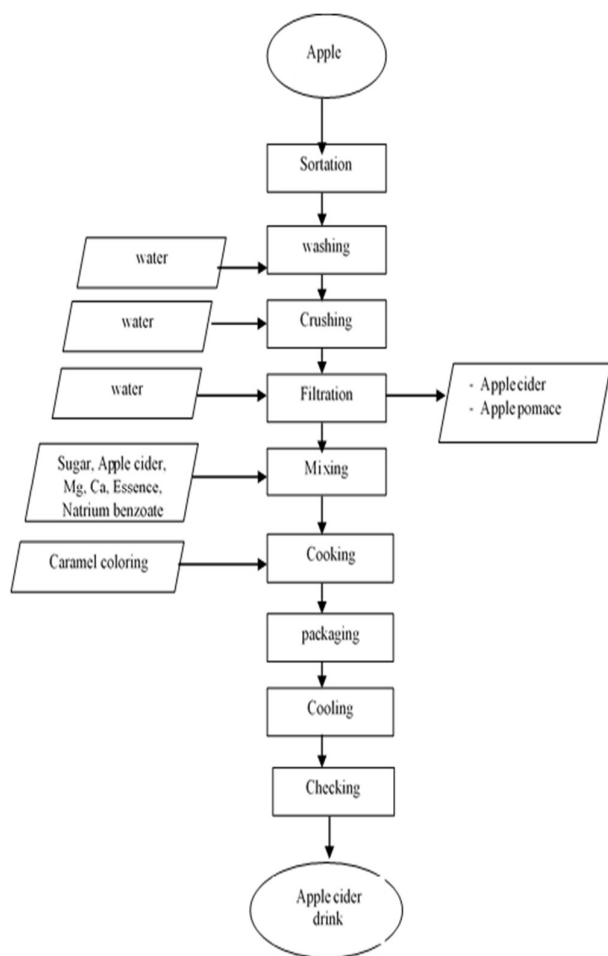 Apple
Sortation
washing
water
Crushing
water
Filtration
water
- Apple cider
- Apple pomace
Mixing
Sugar, Apple cider,
Mg, Ca, Essence,
Natrium benzoate
Cooking
Caramel coloring
packaging
Cooling
Checking
Apple cider
drink